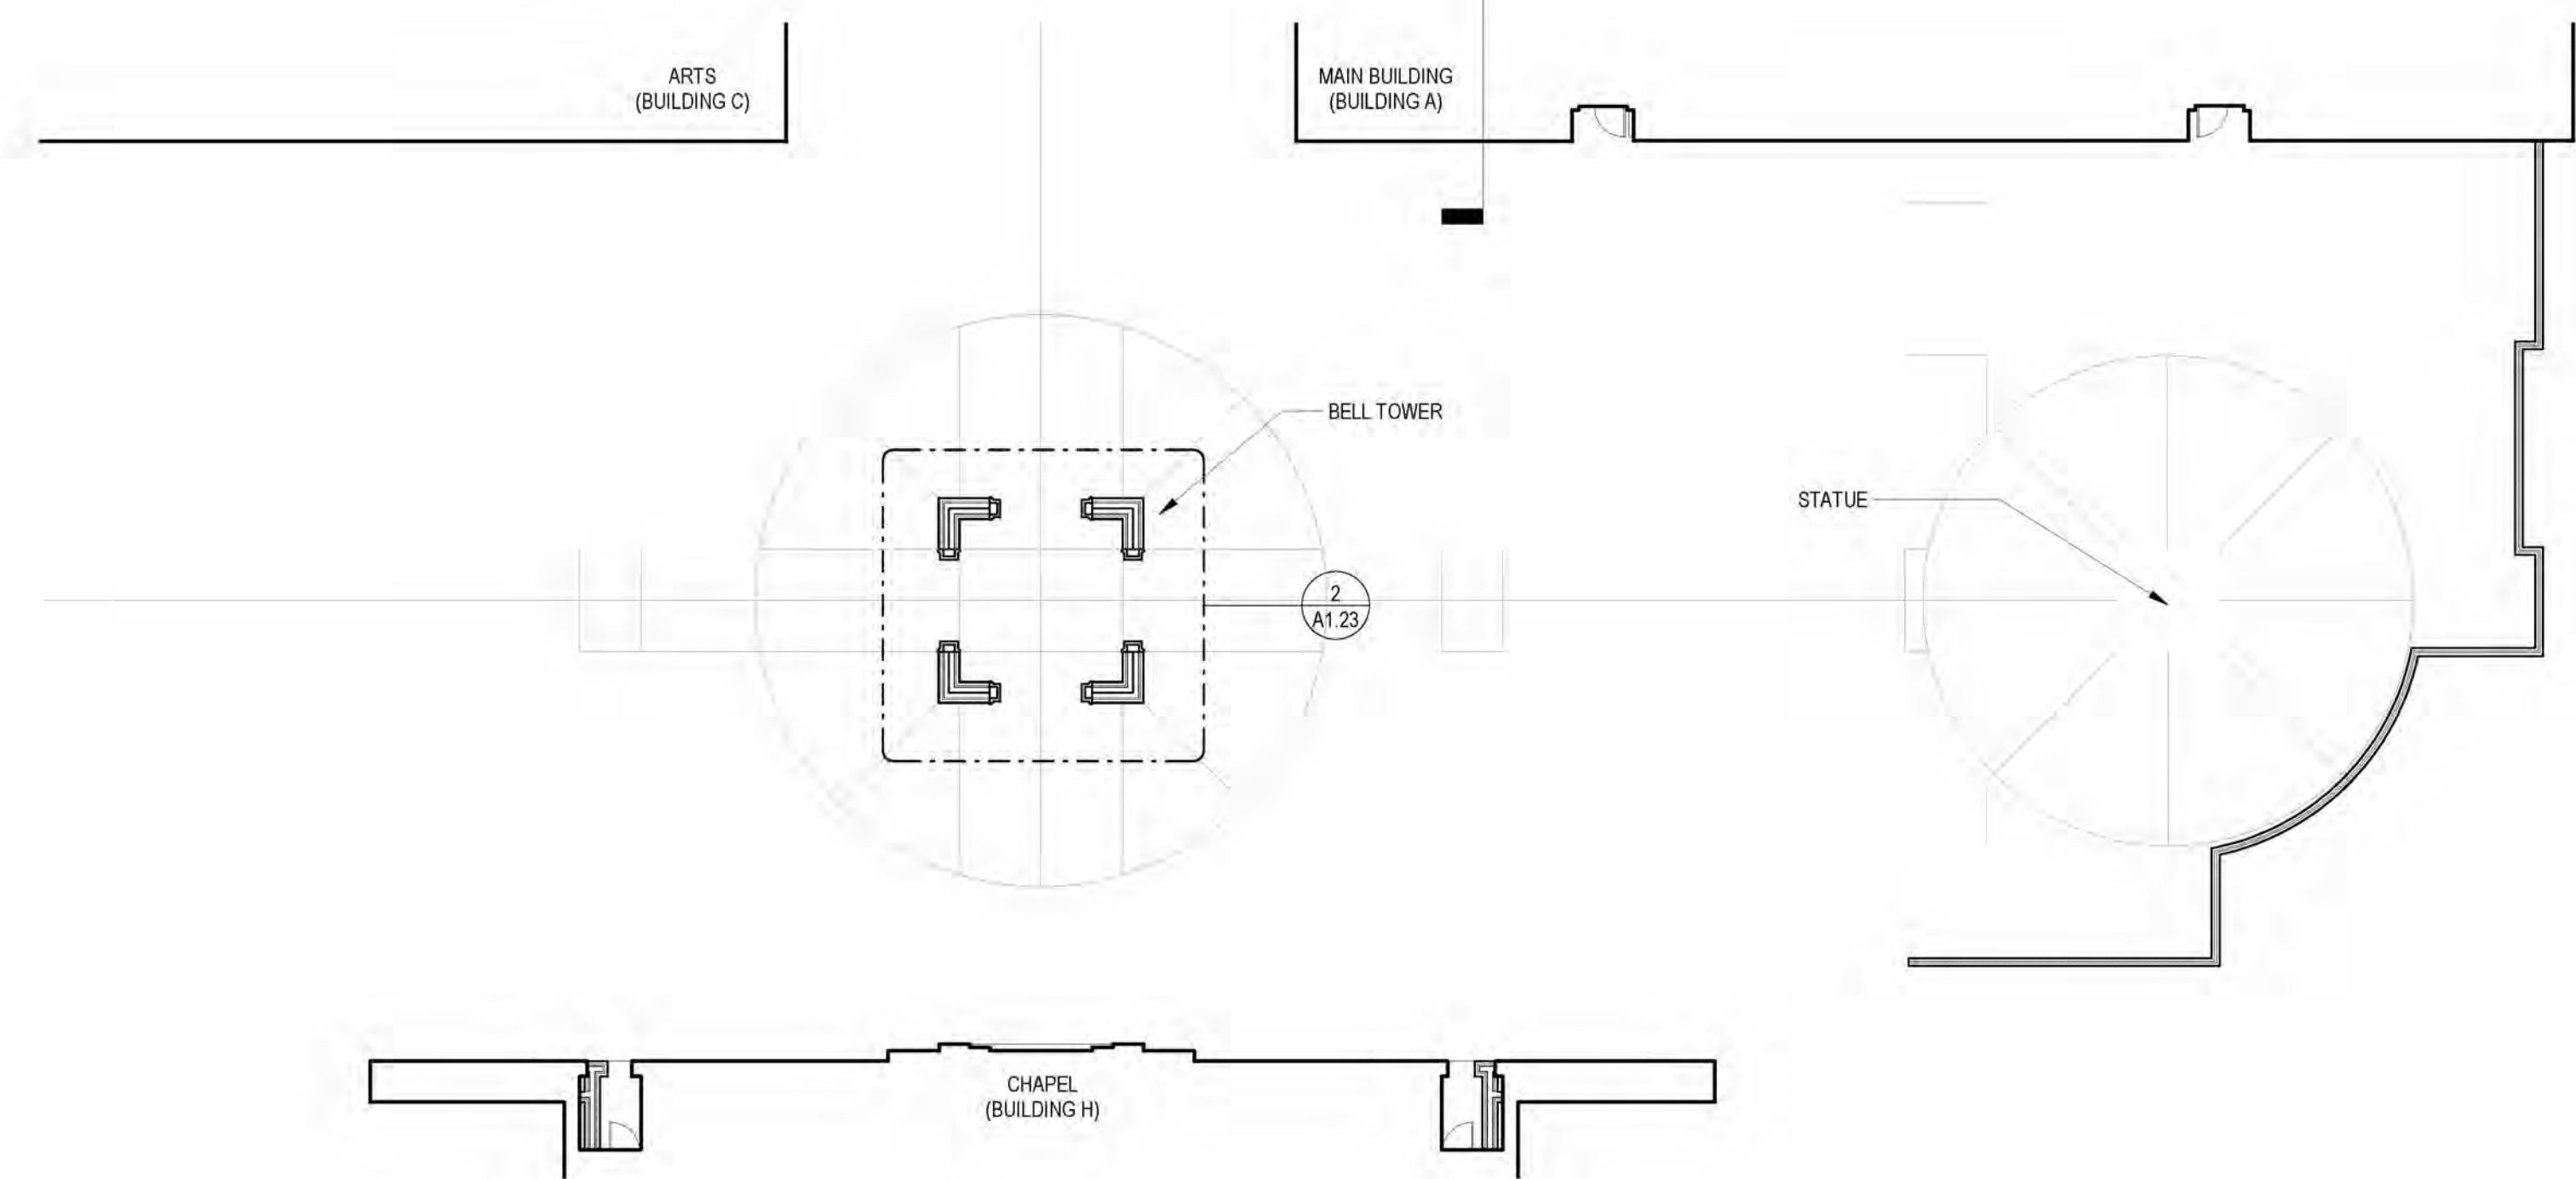 ARTS
(BUILDING C)
MAIN BUILDING
(BUILDING A)
BELL TOWER
STATUE
2
A1.23
CHAPEL
(BUILDING H)